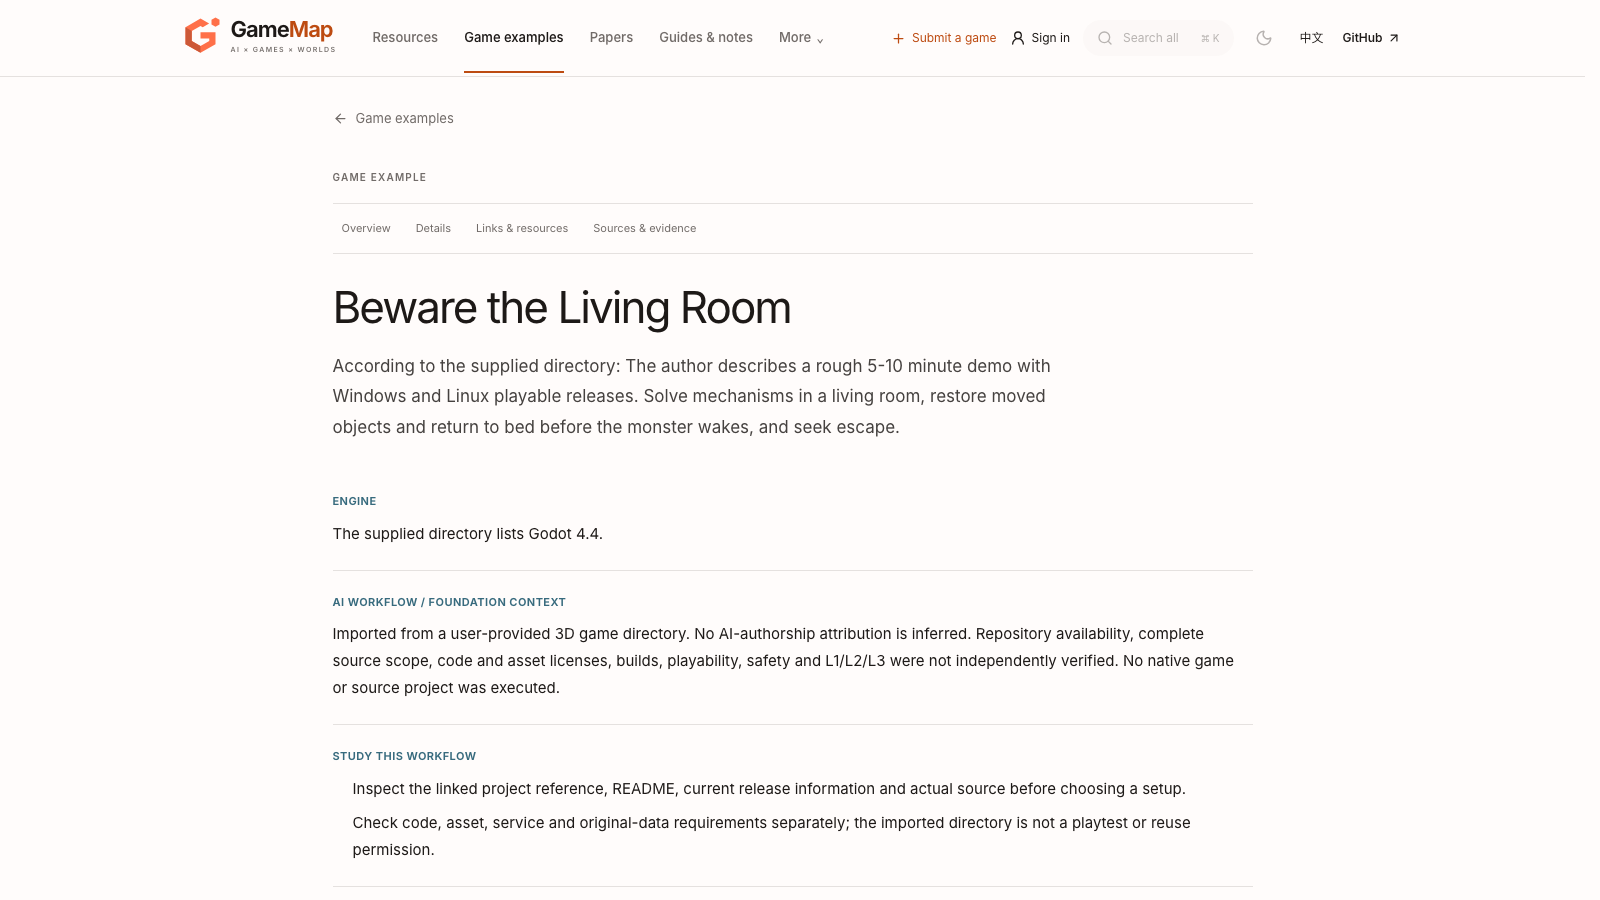 GameMap
AI × GAMES × WORLDS
Resources
Game examples
Papers
Guides & notes
More
Submit a game
Sign in
Search all
⌘ K
中文
GitHub
Game examples
GAME EXAMPLE
Overview
Details
Links & resources
Sources & evidence
Beware the Living Room
According to the supplied directory: The author describes a rough 5-10 minute demo with
Windows and Linux playable releases. Solve mechanisms in a living room, restore moved
objects and return to bed before the monster wakes, and seek escape.
ENGINE
The supplied directory lists Godot 4.4.
AI WORKFLOW / FOUNDATION CONTEXT
Imported from a user-provided 3D game directory. No AI-authorship attribution is inferred. Repository availability, complete
source scope, code and asset licenses, builds, playability, safety and L1/L2/L3 were not independently verified. No native game
or source project was executed.
STUDY THIS WORKFLOW
Inspect the linked project reference, README, current release information and actual source before choosing a setup.
Check code, asset, service and original-data requirements separately; the imported directory is not a playtest or reuse
permission.